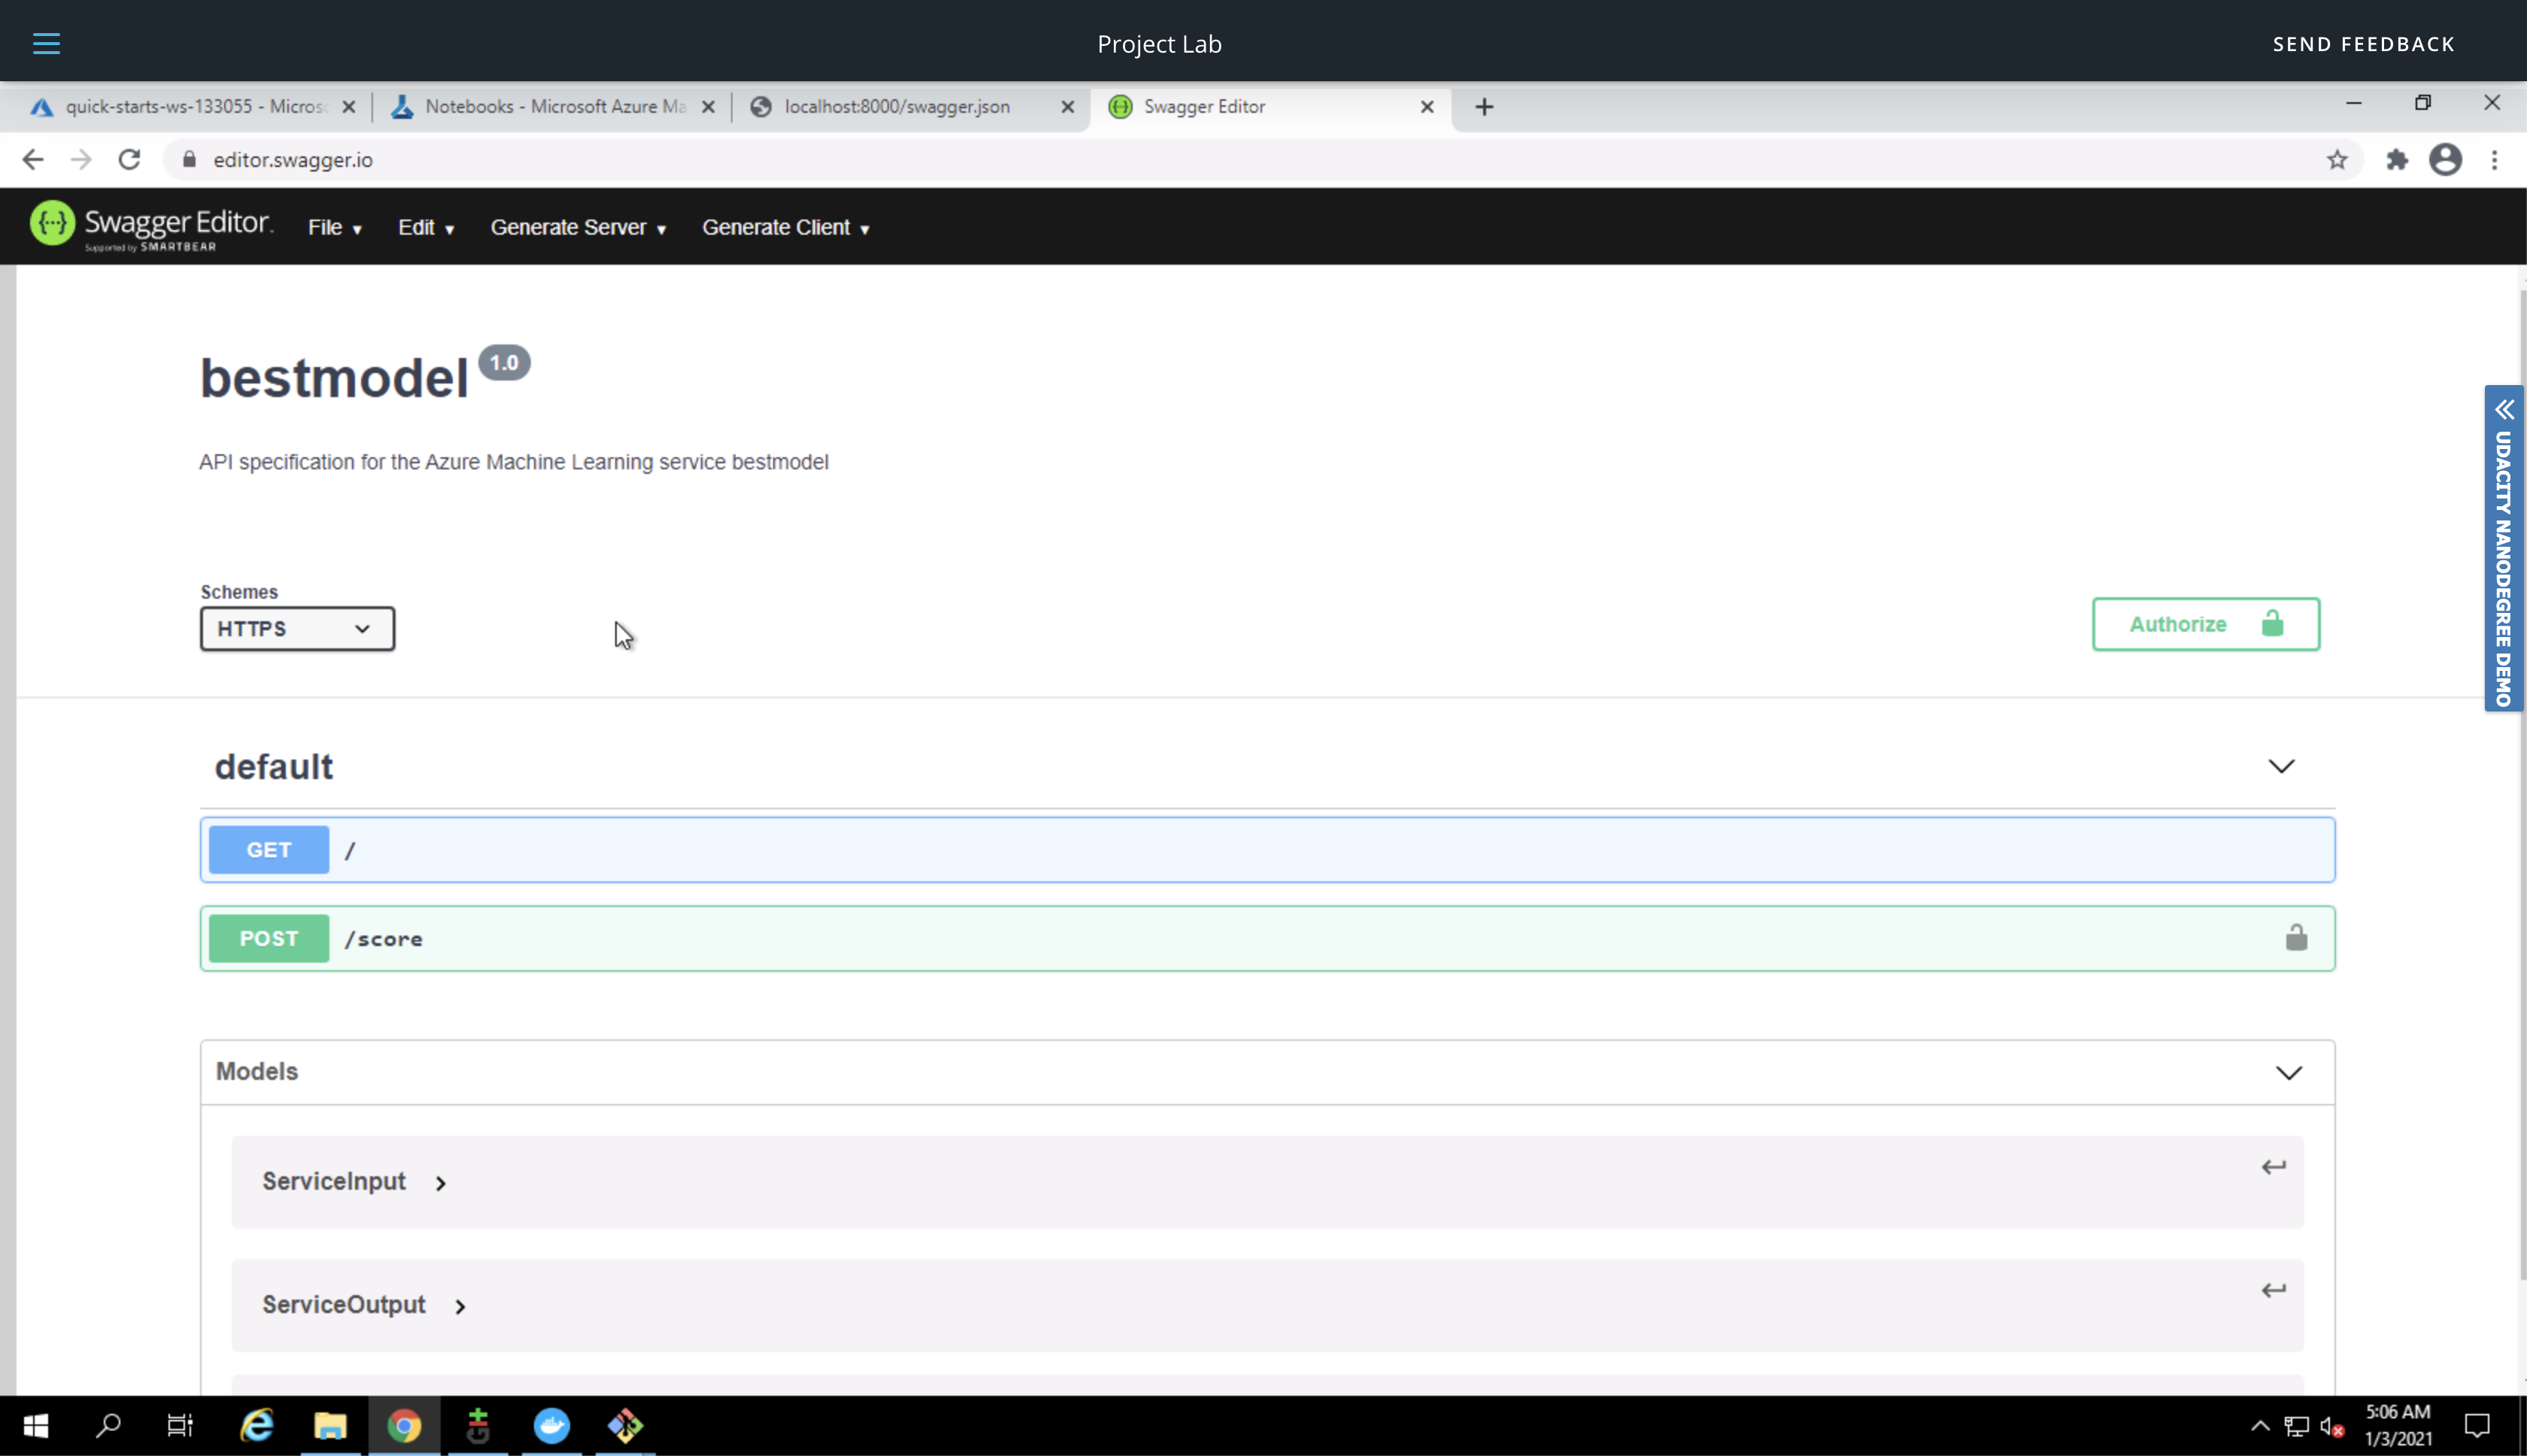 Project Lab
SEND FEEDBACK
quick-starts-ws-133055 - Micros
Notebooks - Microsoft Azure Ma
localhost:8000/swagger.json
Swagger Editor
editor.swagger.io
Swagger Editor.
Supported by SMARTBEAR
File
Edit
Generate Server
Generate Client
bestmodel 1.0
API specification for the Azure Machine Learning service bestmodel
UDACITY NANODEGREE DEMO
Schemes
HTTPS
Authorize
default
GET /
POST /score
Models
ServiceInput
ServiceOutput
5:06 AM
1/3/2021